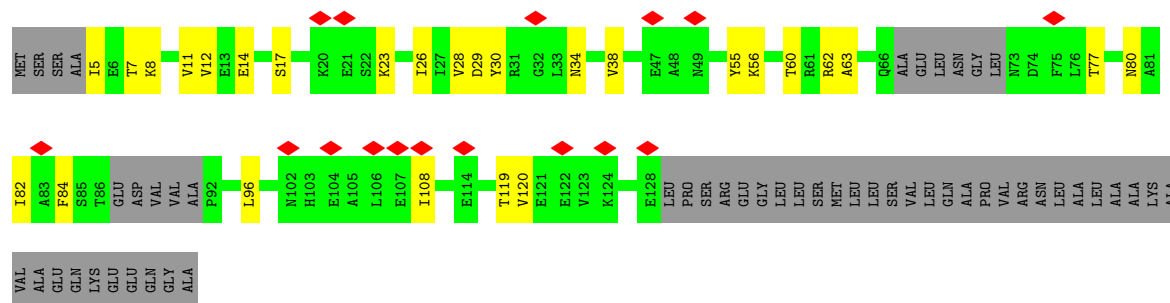 MET SER SER ALA I5 E6 T7 K8 V11 V12 E13 E14 S17 K20 E21 S22 K23 I26 I27 V28 D29 Y30 R31 G32 L33 N34 V38 E47 A48 N49 Y55 K56 T60 R61 R62 A63 Q66 ALA GLU LEU ASN GLY LEU N73 D74 F75 L76 T77 N80 A81
I82 A83 F84 S85 T86 GLU ASP VAL VAL ALA P92 L96 N102 H103 E104 A105 L106 E107 I108 E114 T119 V120 E121 E122 V123 K124 E128 LEU PRO SER ARG GLU GLY LEU LEU SER MET LEU LEU SER VAL LEU GLN ALA PRO VAL ARG ASN LEU ALA LEU ALA ALA LYS ALA
VAL ALA GLU GLN LYS GLU GLU GLN GLY ALA